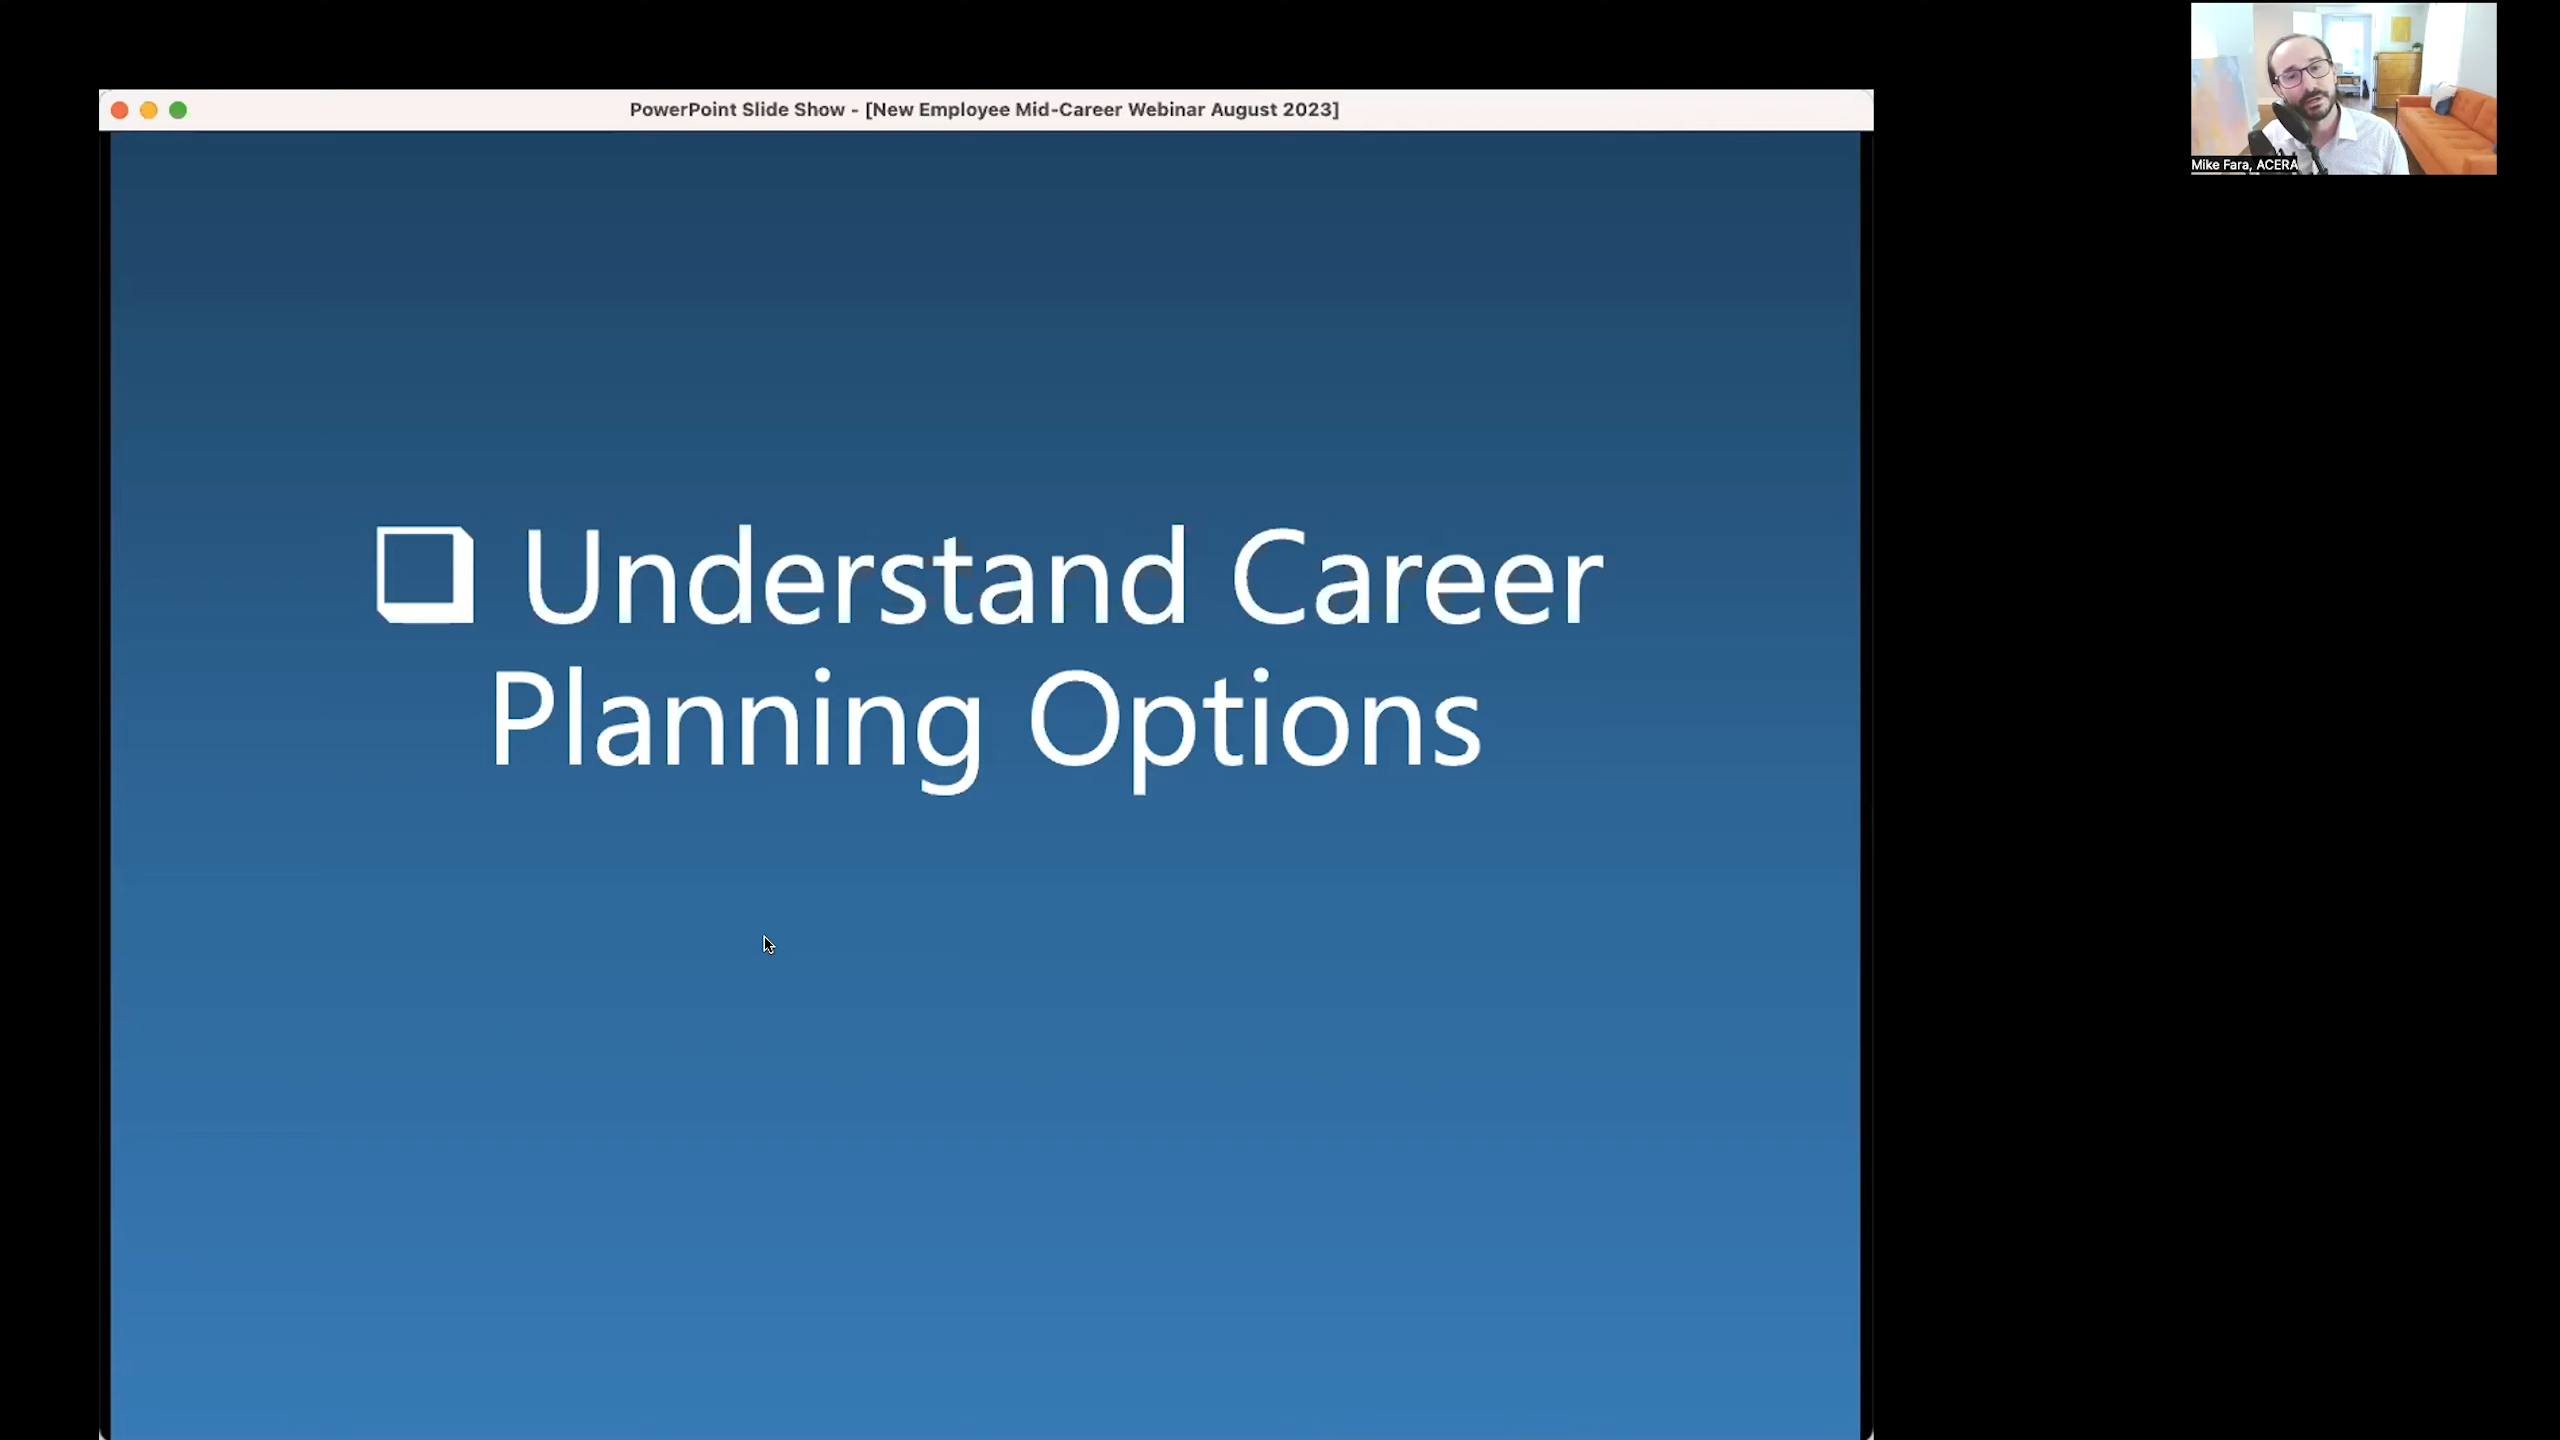 PowerPoint Slide Show - [New Employee Mid-Career Webinar August 2023]
Mike Fara, ACERA
❑ Understand Career
Planning Options